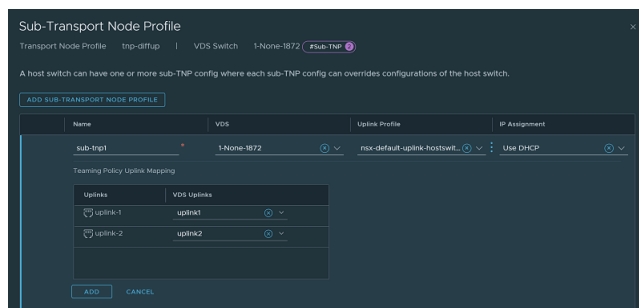 Sub-Transport Node Profile
Transport Node Profile tnp-diffup | VDS Switch 1-None-1872 #Sub-TNP 2
A host switch can have one or more sub-TNP config where each sub-TNP config can overrides configurations of the host switch.
ADD SUB-TRANSPORT NODE PROFILE
Name VDS Uplink Profile IP Assignment
sub-tnp1 * 1-None-1872 nsx-default-uplink-hostswit... Use DHCP
Teaming Policy Uplink Mapping
Uplinks VDS Uplinks
uplink-1 uplink1
uplink-2 uplink2
ADD CANCEL